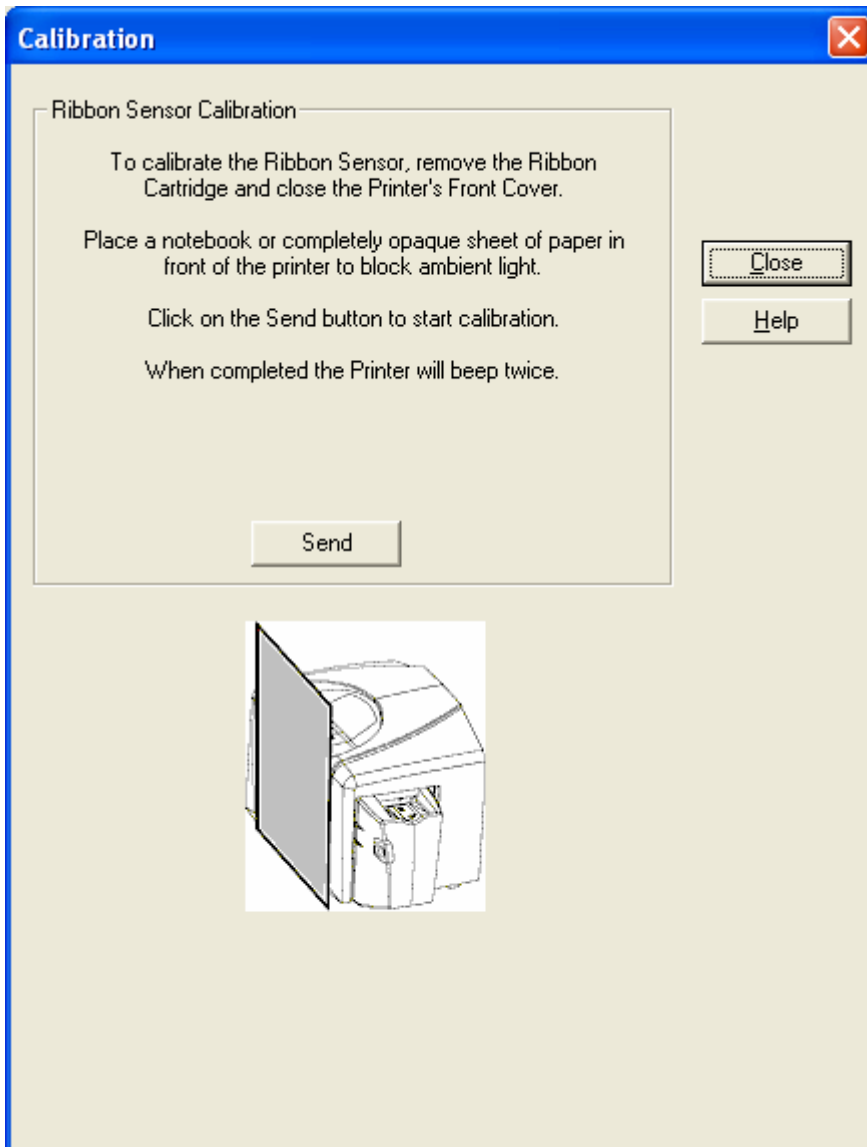 Calibration
Ribbon Sensor Calibration
To calibrate the Ribbon Sensor, remove the Ribbon
Cartridge and close the Printer's Front Cover.
Place a notebook or completely opaque sheet of paper in
front of the printer to block ambient light.
Click on the Send button to start calibration.
When completed the Printer will beep twice.
Send
Close
Help